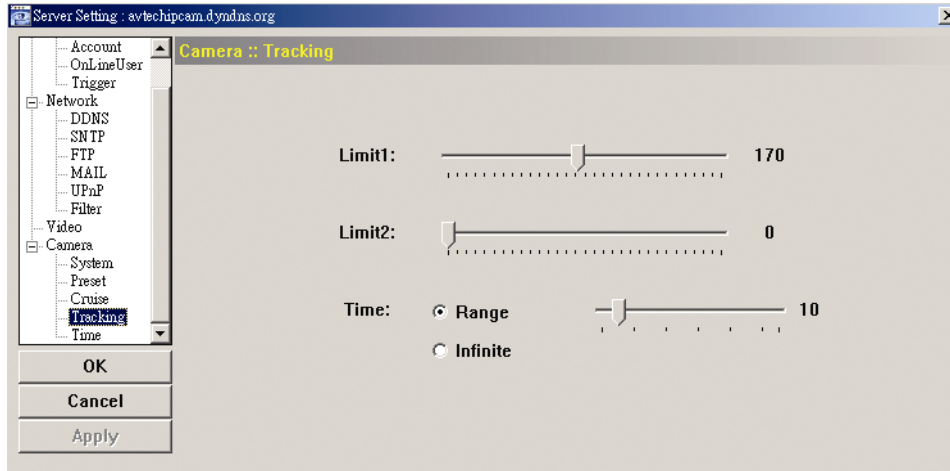 Server Setting : avtechipcam.dyndns.org
Account
OnLineUser
Trigger
Network
DDNS
SNTP
FTP
MAIL
UPnP
Filter
Video
Camera
System
Preset
Cruise
Tracking
Time
OK
Cancel
Apply
Camera :: Tracking
Limit1: 170
Limit2: 0
Time: Range 10
Infinite